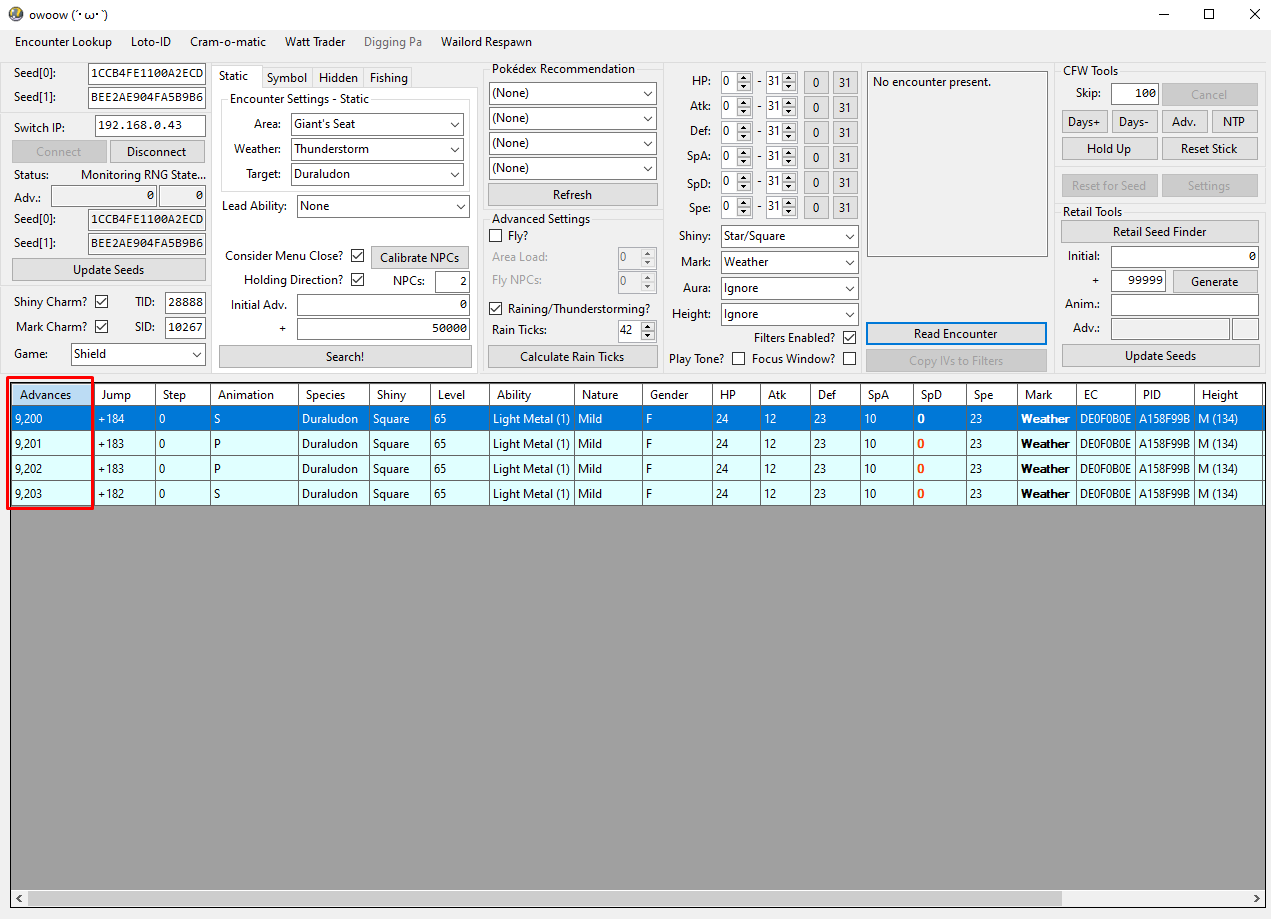 owoow (´･ω･`)
Encounter Lookup Loto-ID Cram-o-matic Watt Trader Digging Pa Wailord Respawn
Seed[0]: 1CCB4FE1100A2ECD
Seed[1]: BEE2AE904FA5B9B6
Switch IP: 192.168.0.43
Connect Disconnect
Status: Monitoring RNG State...
Adv.: 0 0
Seed[0]: 1CCB4FE1100A2ECD
Seed[1]: BEE2AE904FA5B9B6
Update Seeds
Shiny Charm? TID: 28888
Mark Charm? SID: 10267
Game: Shield
Static Symbol Hidden Fishing
Encounter Settings - Static
Area: Giant's Seat
Weather: Thunderstorm
Target: Duraludon
Lead Ability: None
Consider Menu Close? Calibrate NPCs
Holding Direction? NPCs: 2
Initial Adv. 0
+ 50000
Search!
Pokédex Recommendation
(None)
(None)
(None)
(None)
Refresh
Advanced Settings
Fly?
Area Load: 0
Fly NPCs: 0
Raining/Thunderstorming?
Rain Ticks: 42
Calculate Rain Ticks
HP: 0 - 31 0 31
Atk: 0 - 31 0 31
Def: 0 - 31 0 31
SpA: 0 - 31 0 31
SpD: 0 - 31 0 31
Spe: 0 - 31 0 31
Shiny: Star/Square
Mark: Weather
Aura: Ignore
Height: Ignore
Filters Enabled?
Play Tone? Focus Window?
No encounter present.
Read Encounter
Copy IVs to Filters
CFW Tools
Skip: 100 Cancel
Days+ Days- Adv. NTP
Hold Up Reset Stick
Reset for Seed Settings
Retail Tools
Retail Seed Finder
Initial: 0
+ 99999 Generate
Anim.:
Adv.:
Update Seeds
Advances Jump Step Animation Species Shiny Level Ability Nature Gender HP Atk Def SpA SpD Spe Mark EC PID Height
9,200 +184 0 S Duraludon Square 65 Light Metal (1) Mild F 24 12 23 10 0 23 Weather DE0F0B0E A158F99B M (134)
9,201 +183 0 P Duraludon Square 65 Light Metal (1) Mild F 24 12 23 10 0 23 Weather DE0F0B0E A158F99B M (134)
9,202 +183 0 P Duraludon Square 65 Light Metal (1) Mild F 24 12 23 10 0 23 Weather DE0F0B0E A158F99B M (134)
9,203 +182 0 S Duraludon Square 65 Light Metal (1) Mild F 24 12 23 10 0 23 Weather DE0F0B0E A158F99B M (134)